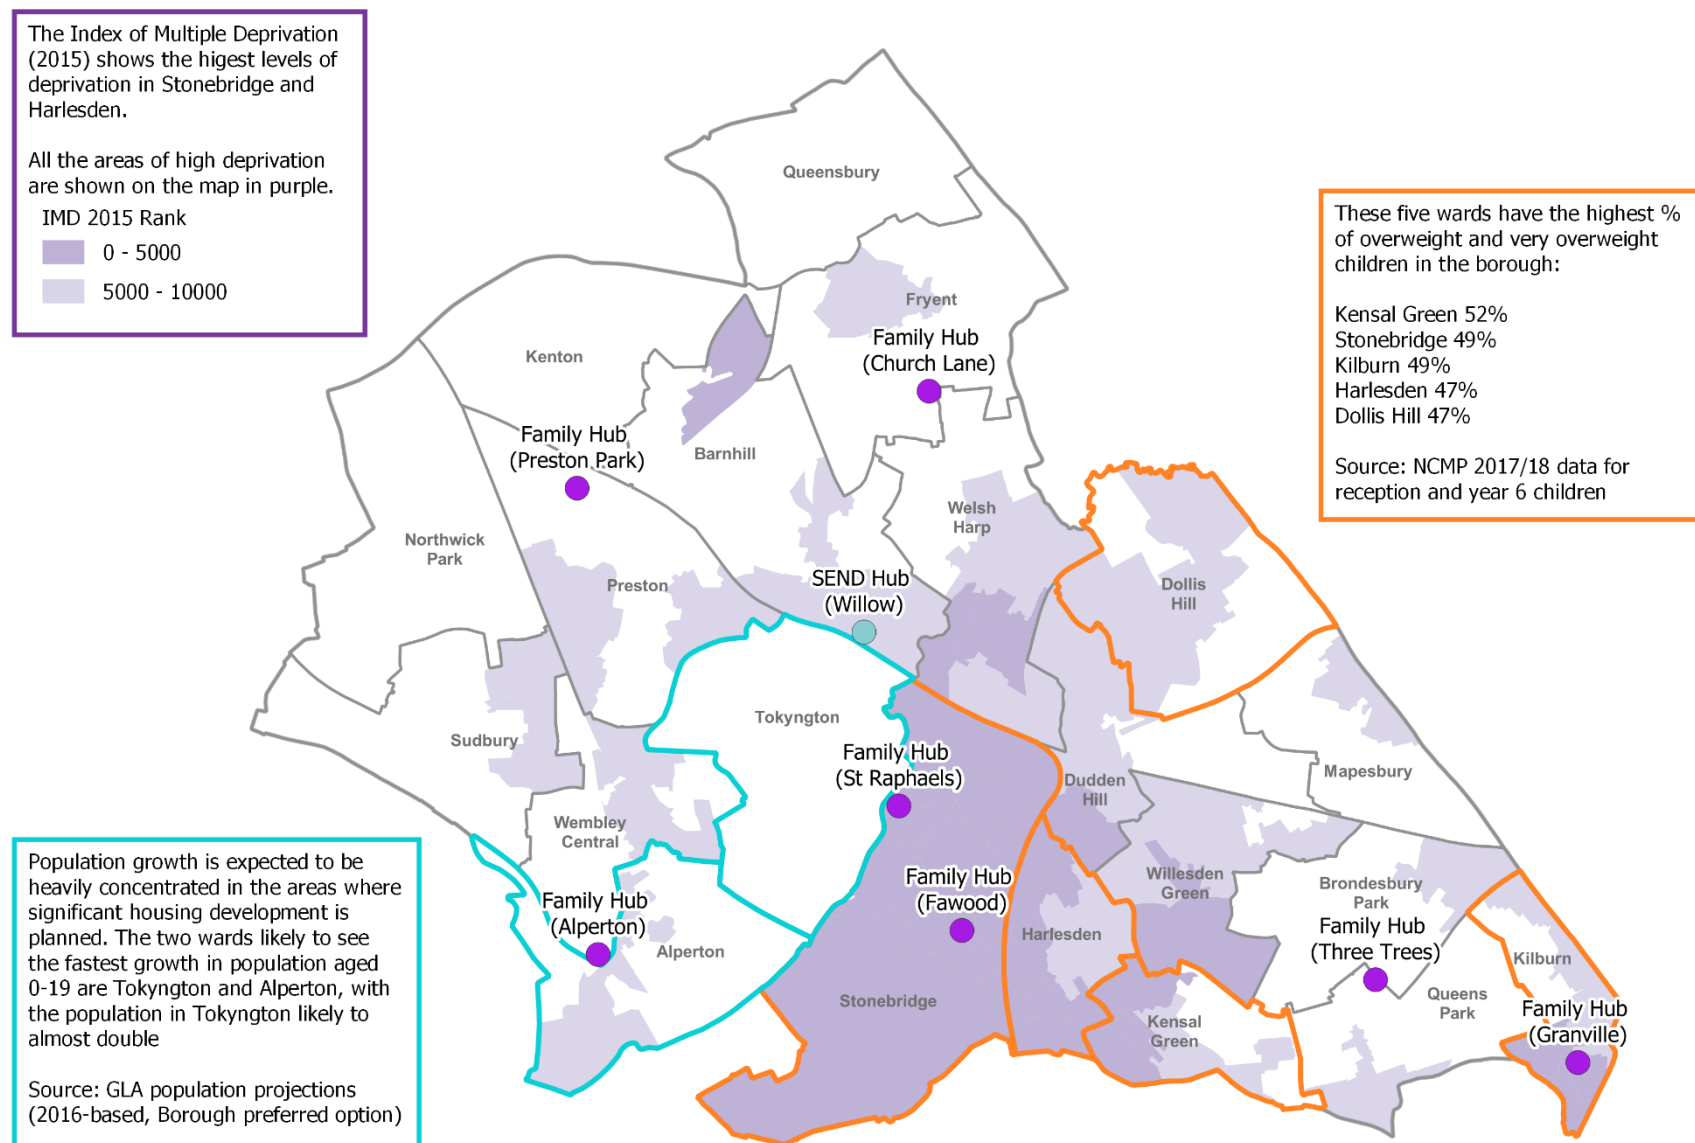 The Index of Multiple Deprivation
(2015) shows the higest levels of
deprivation in Stonebridge and
Harlesden.
All the areas of high deprivation
are shown on the map in purple.
IMD 2015 Rank
0 - 5000
5000 - 10000
Queensbury
These five wards have the highest %
of overweight and very overweight
children in the borough:
Kensal Green 52%
Stonebridge 49%
Kilburn 49%
Harlesden 47%
Dollis Hill 47%
Source: NCMP 2017/18 data for
reception and year 6 children
Fryent
Family Hub
(Church Lane)
Kenton
Family Hub
(Preston Park)
Barnhill
Welsh
Harp
Northwick
Park
Preston
SEND Hub
(Willow)
Dollis
Hill
Tokyngton
Sudbury
Family Hub
(St Raphaels)
Dudden
Hill
Mapesbury
Wembley
Central
Family Hub
(Fawood)
Willesden
Green
Brondesbury
Park
Family Hub
(Three Trees)
Family Hub
(Alperton)
Alperton
Harlesden
Kilburn
Stonebridge
Queens
Park
Kensal
Green
Family Hub
(Granville)
Population growth is expected to be
heavily concentrated in the areas where
significant housing development is
planned. The two wards likely to see
the fastest growth in population aged
0-19 are Tokyngton and Alperton, with
the population in Tokyngton likely to
almost double
Source: GLA population projections
(2016-based, Borough preferred option)